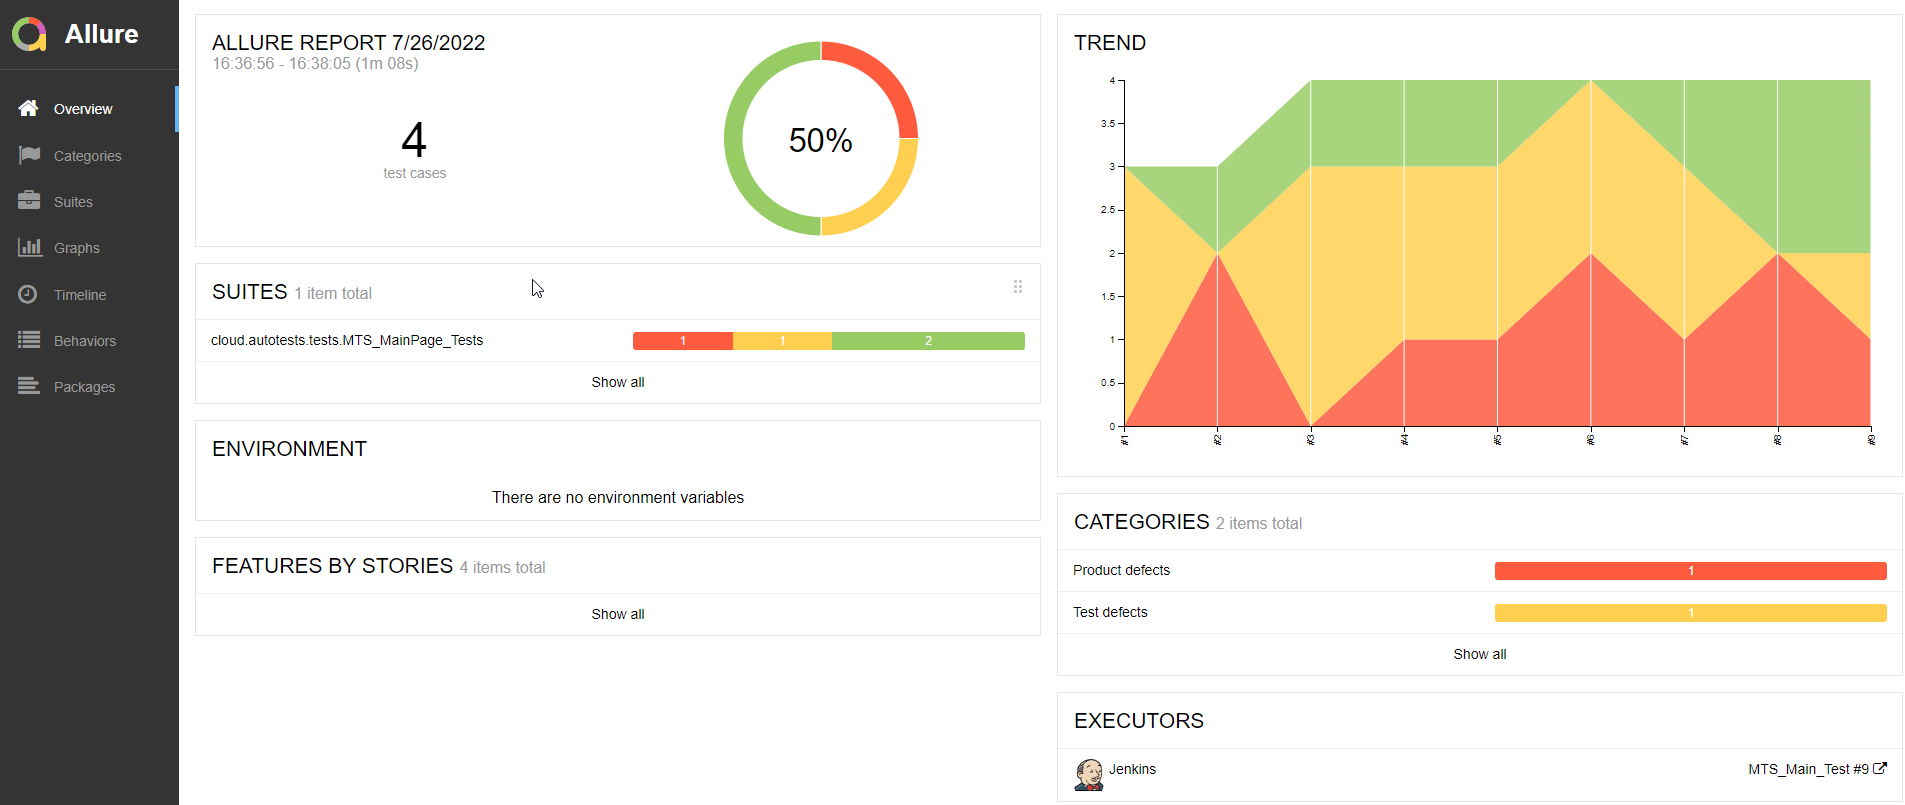 Allure
Overview
Categories
Suites
Graphs
Timeline
Behaviors
Packages
ALLURE REPORT 7/26/2022
16:36:56 - 16:38:05 (1m 08s)
4
test cases
50%
SUITES 1 item total
cloud.autotests.tests.MTS_MainPage_Tests 1 1 2
Show all
ENVIRONMENT
There are no environment variables
FEATURES BY STORIES 4 items total
Show all
TREND
4
3.5
3
2.5
2
1.5
1
0.5
0
#1 #2 #3 #4 #5 #6 #7 #8 #9
CATEGORIES 2 items total
Product defects 1
Test defects 1
Show all
EXECUTORS
Jenkins MTS_Main_Test #9